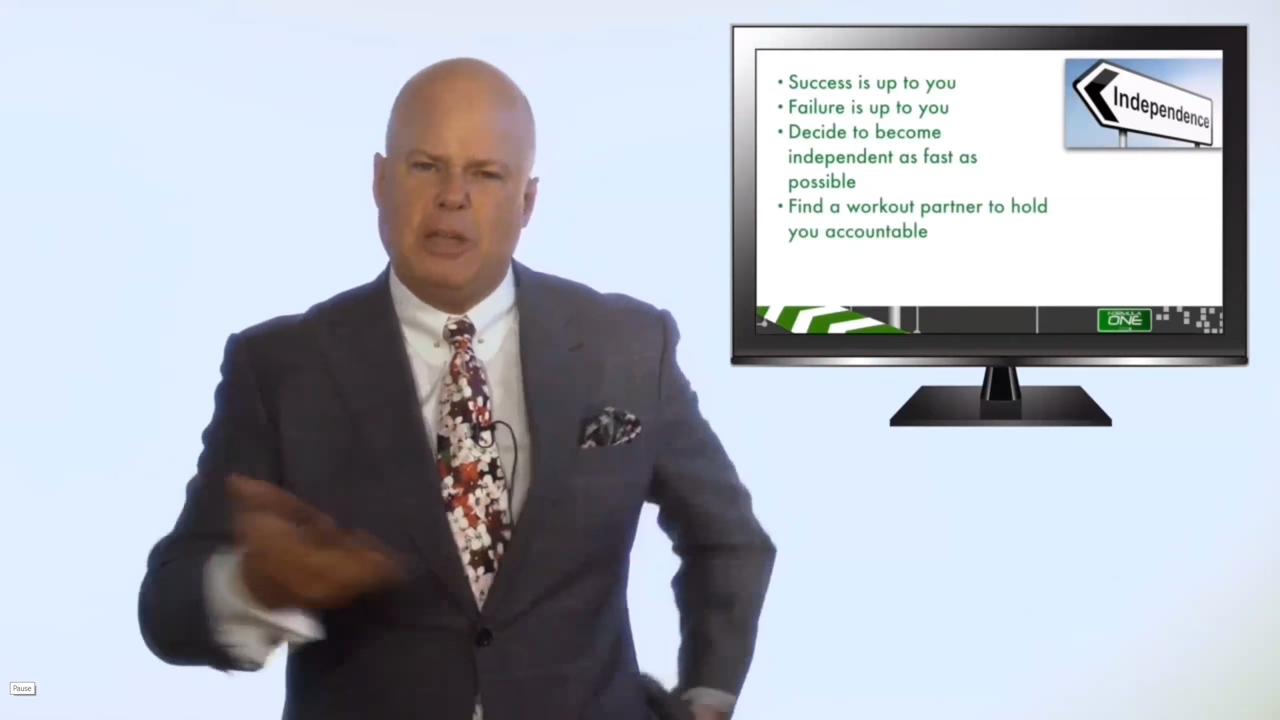 • Success is up to you
• Failure is up to you
• Decide to become
independent as fast as
possible
• Find a workout partner to hold
you accountable
Independence
FORMULA
ONE
Pause